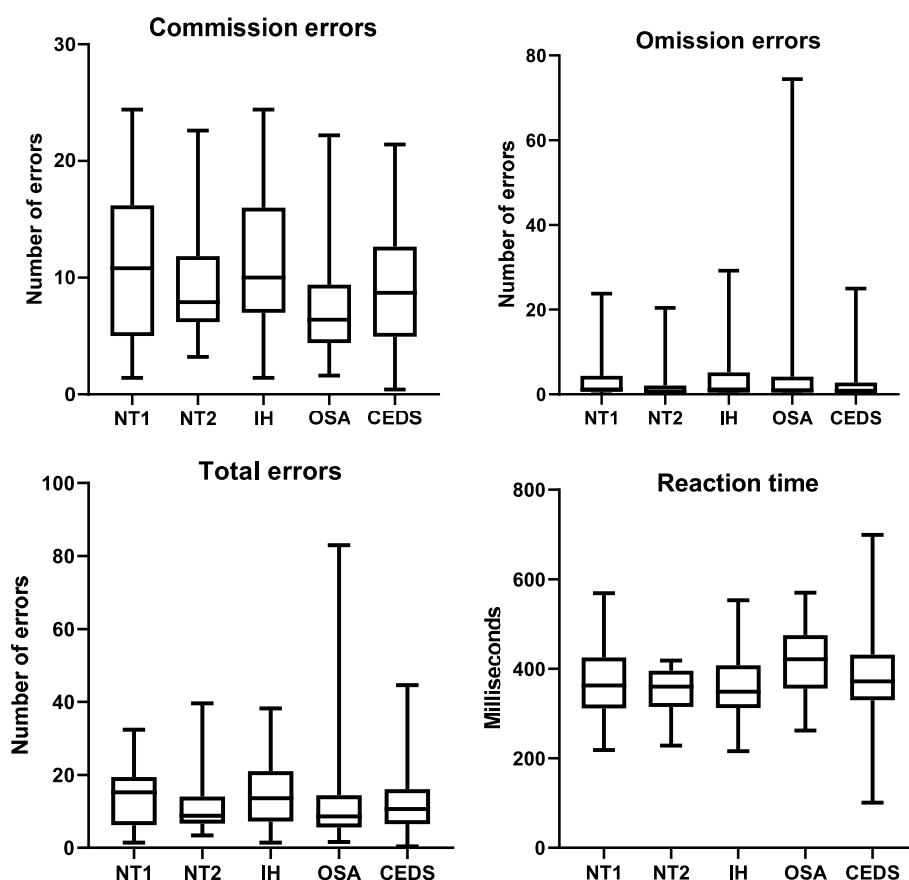 Commission errors
30
20
10
0
Number of errors
NT1 NT2 IH OSA CEDS
Omission errors
80
60
40
20
0
Number of errors
NT1 NT2 IH OSA CEDS
Total errors
100
80
60
40
20
0
Number of errors
NT1 NT2 IH OSA CEDS
Reaction time
800
600
400
200
0
Milliseconds
NT1 NT2 IH OSA CEDS